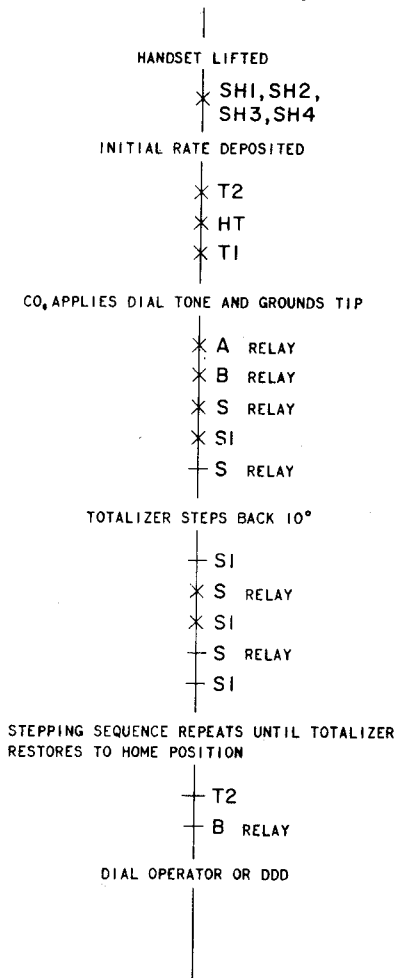 HANDSET LIFTED
SH1, SH2,
SH3, SH4
INITIAL RATE DEPOSITED
T2
HT
T1
CO. APPLIES DIAL TONE AND GROUNDS TIP
A RELAY
B RELAY
S RELAY
S1
S RELAY
TOTALIZER STEPS BACK 10°
S1
S RELAY
S1
S RELAY
S1
STEPPING SEQUENCE REPEATS UNTIL TOTALIZER
RESTORES TO HOME POSITION
T2
B RELAY
DIAL OPERATOR OR DDD